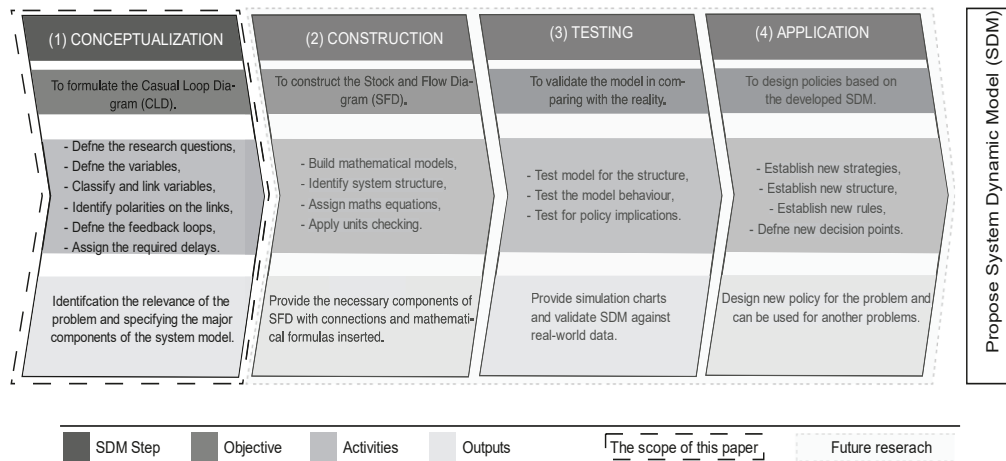 (1) CONCEPTUALIZATION
To formulate the Casual Loop Dia-
gram (CLD).
- Defne the research questions,
- Defne the variables,
- Classify and link variables,
- Identify polarities on the links,
- Defne the feedback loops,
- Assign the required delays.
Identifcation the relevance of the
problem and specifying the major
components of the system model.
(2) CONSTRUCTION
To construct the Stock and Flow Dia-
gram (SFD).
- Build mathematical models,
- Identify system structure,
- Assign maths equations,
- Apply units checking.
Provide the necessary components of
SFD with connections and mathemati-
cal formulas inserted.
(3) TESTING
To validate the model in com-
paring with the reality.
- Test model for the structure,
- Test the model behaviour,
- Test for policy implications.
Provide simulation charts
and validate SDM against
real-world data.
(4) APPLICATION
To design policies based on
the developed SDM.
- Establish new strategies,
- Establish new structure,
- Establish new rules,
- Defne new decision points.
Design new policy for the problem and
can be used for another problems.
Propose System Dynamic Model (SDM)
SDM Step
Objective
Activities
Outputs
The scope of this paper
Future reserach